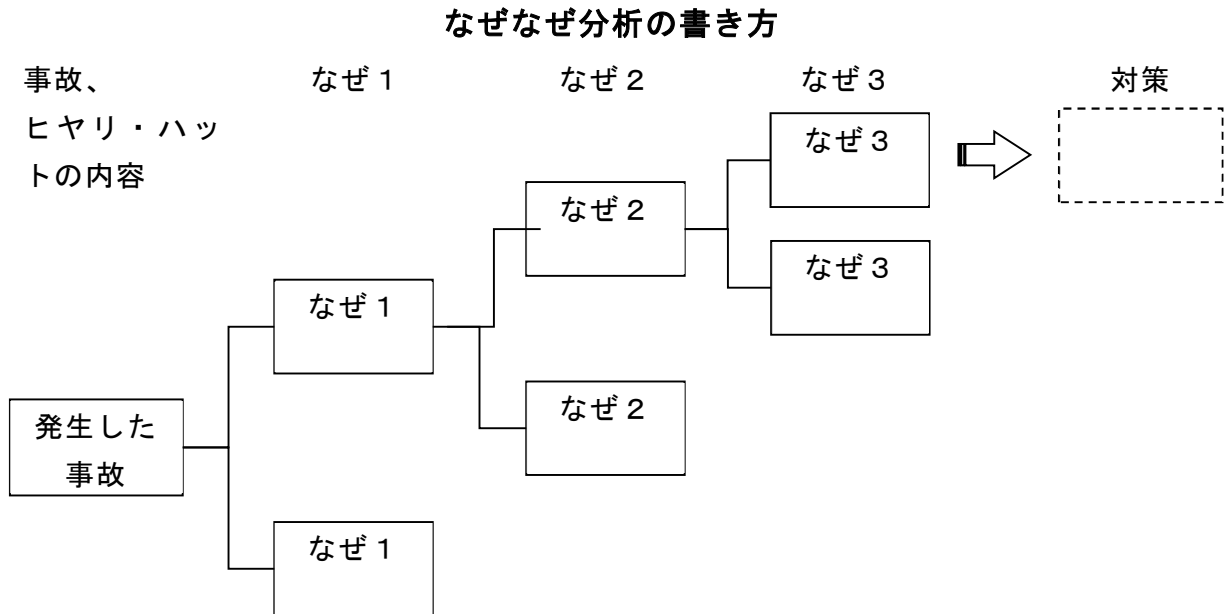 なぜなぜ分析の書き方
事故、
ヒヤリ・ハッ
トの内容
なぜ１
なぜ２
なぜ３
対策
なぜ３
なぜ２
なぜ３
なぜ１
なぜ２
発生した
事故
なぜ１